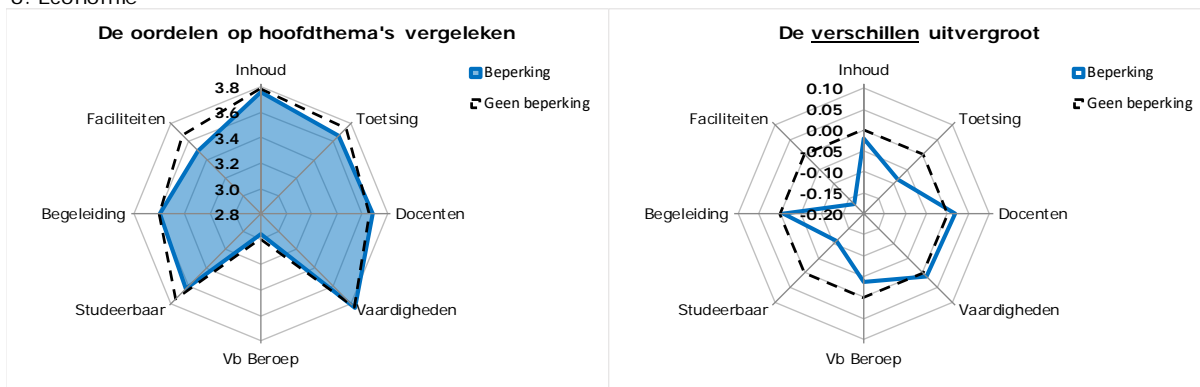 De oordelen op hoofdthema's vergeleken
Inhoud
3.8
3.6
3.4
3.2
3.0
2.8
Toetsing
Docenten
Vaardigheden
Vb Beroep
Studeerbaar
Begeleiding
Faciliteiten
Beperking
Geen beperking
De verschillen uitvergroot
Inhoud
0.10
0.05
0.00
-0.05
-0.10
-0.15
-0.20
Toetsing
Docenten
Vaardigheden
Vb Beroep
Studeerbaar
Begeleiding
Faciliteiten
Beperking
Geen beperking